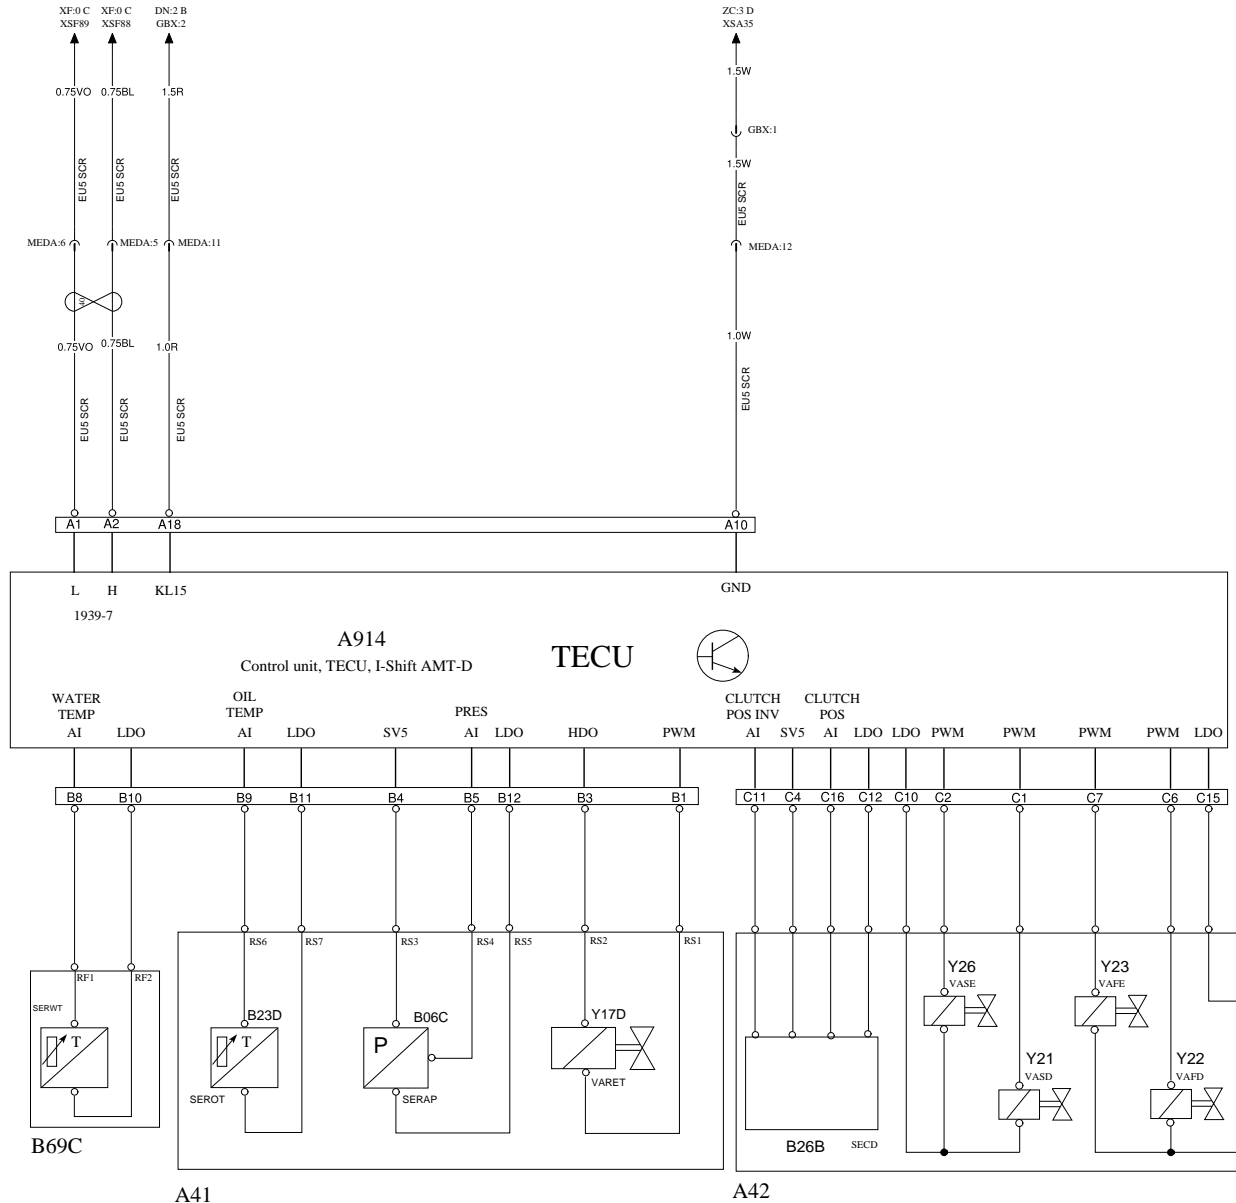 XF:0 C XF:0 C DN:2 B ZC:3 D
XSF89 XSF88 GBX:2 XSA35
1.5W
0.75VO 0.75BL 1.5R
GBX:1
1.5W
EU5 SCR EU5 SCR EU5 SCR EU5 SCR
MEDA:6 MEDA:5 MEDA:11 MEDA:12
40
1.0W
0.75VO 0.75BL 1.0R
EU5 SCR EU5 SCR EU5 SCR EU5 SCR
A1 A2 A18 A10
L H KL15 GND
1939-7
A914 TECU
Control unit, TECU, I-Shift AMT-D
WATER OIL CLUTCH CLUTCH
TEMP TEMP PRES POS INV POS
AI LDO AI LDO SV5 AI LDO HDO PWM AI SV5 AI LDO LDO PWM PWM PWM PWM LDO
B8 B10 B9 B11 B4 B5 B12 B3 B1 C11 C4 C16 C12 C10 C2 C1 C7 C6 C15
RS6 RS7 RS3 RS4 RS5 RS2 RS1
RF1 RF2
Y26 Y23
VASE VAFE
SERWT
B23D B06C Y17D
T T P
Y21 Y22
VASD VAFD
VARET
SEROT SERAP
B69C
B26B SECD
A41 A42